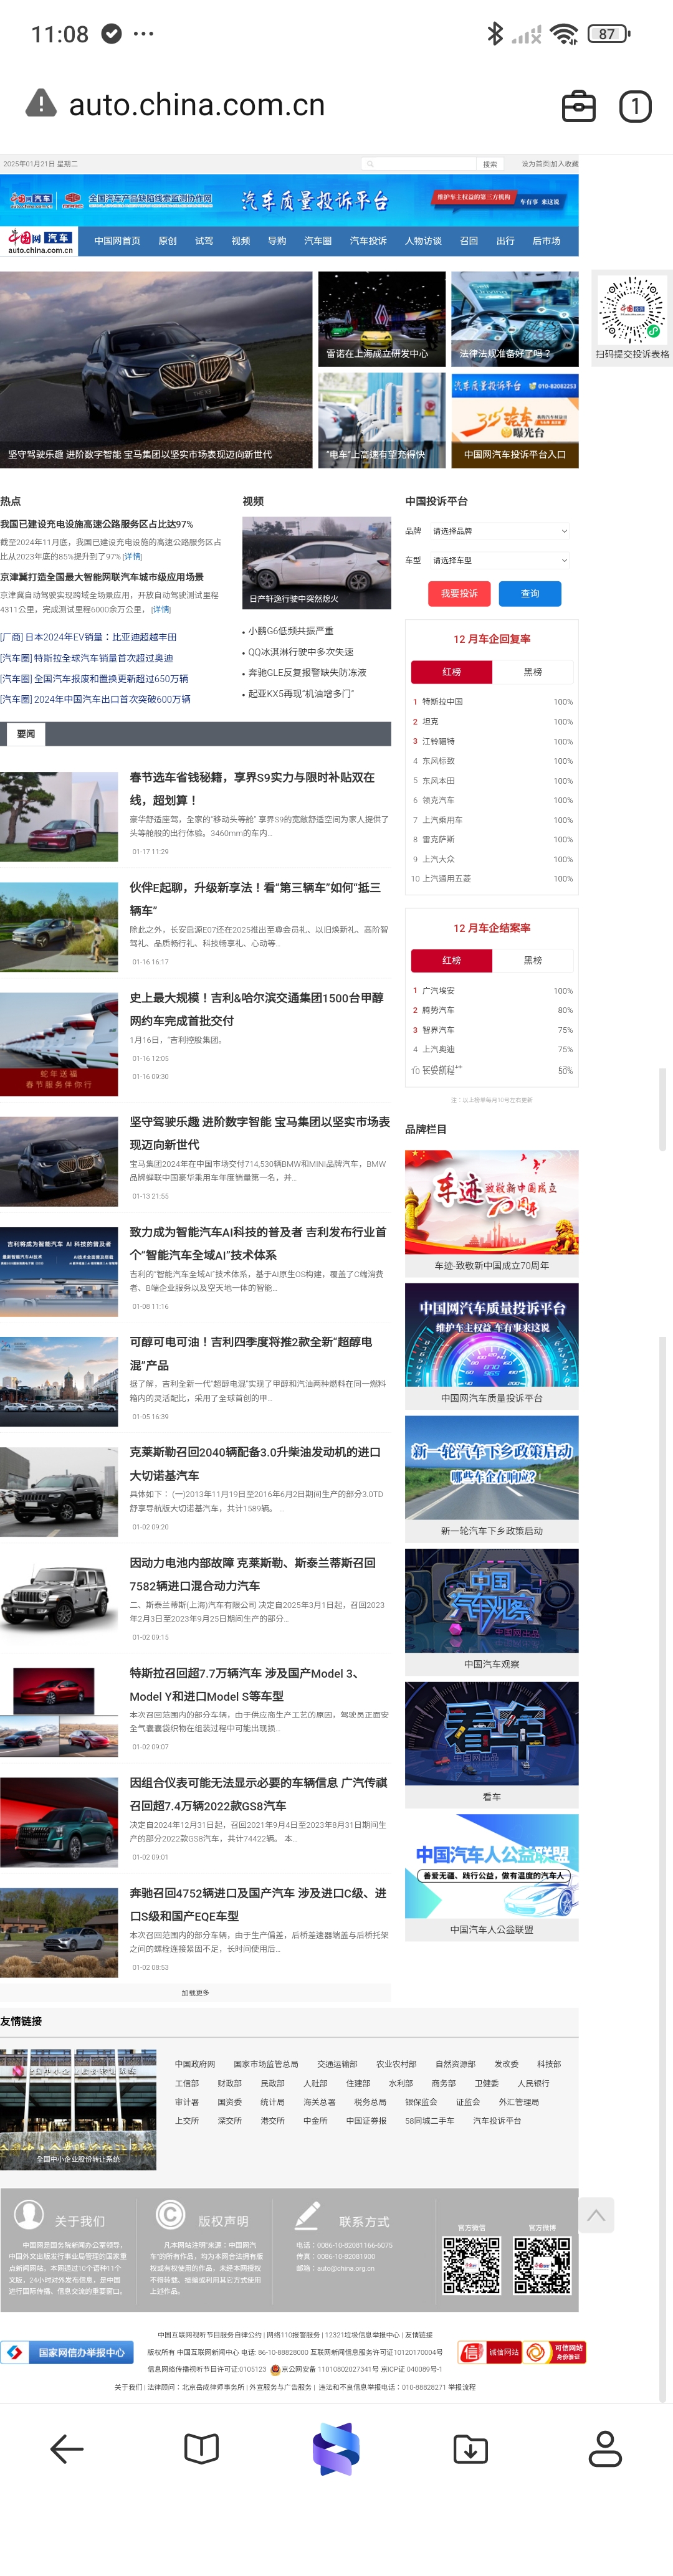 11:08
87
auto.china.com.cn
1
2025年01月21日 星期二
搜索
设为首页|加入收藏
全国汽车产品缺陷线索监测协作网
汽车质量投诉平台
维护车主权益的第三方机构
车有事 来说说
中国网 汽车
auto.china.com.cn
中国网首页 原创 试驾 视频 导购 汽车圈 汽车投诉 人物访谈 召回 出行 后市场
坚守驾驶乐趣 进阶数字智能 宝马集团以坚实市场表现迈向新世代
雷诺在上海成立研发中心
法律法规准备好了吗？
“电车”上高速有望充得快
汽车质量投诉平台
010-82082253
曝光台
中国网汽车投诉平台入口
扫码提交投诉表格
热点
我国已建设充电设施高速公路服务区占比达97%
截至2024年11月底，我国已建设充电设施的高速公路服务区占
比从2023年底的85%提升到了97% [详情]
京津冀打造全国最大智能网联汽车城市级应用场景
京津冀自动驾驶实现跨域全场景应用，开放自动驾驶测试里程
4311公里，完成测试里程6000余万公里， [详情]
[厂商] 日本2024年EV销量：比亚迪超越丰田
[汽车圈] 特斯拉全球汽车销量首次超过奥迪
[汽车圈] 全国汽车报废和置换更新超过650万辆
[汽车圈] 2024年中国汽车出口首次突破600万辆
视频
日产轩逸行驶中突然熄火
小鹏G6低频共振严重
QQ冰淇淋行驶中多次失速
奔驰GLE反复报警缺失防冻液
起亚KX5再现“机油增多门”
中国投诉平台
品牌 请选择品牌
车型 请选择车型
我要投诉 查询
12 月车企回复率
红榜 黑榜
1 特斯拉中国 100%
2 坦克 100%
3 江铃福特 100%
4 东风标致 100%
5 东风本田 100%
6 领克汽车 100%
7 上汽乘用车 100%
8 雷克萨斯 100%
9 上汽大众 100%
10 上汽通用五菱 100%
12 月车企结案率
红榜 黑榜
1 广汽埃安 100%
2 腾势汽车 80%
3 智界汽车 75%
4 上汽奥迪 75%
50%
注：以上榜单每月10号左右更新
要闻
春节选车省钱秘籍，享界S9实力与限时补贴双在
线，超划算！
豪华舒适座驾，全家的“移动头等舱” 享界S9的宽敞舒适空间为家人提供了
头等舱般的出行体验。3460mm的车内...
01-17 11:29
伙伴E起聊，升级新享法！看“第三辆车”如何“抵三
辆车”
除此之外，长安启源E07还在2025推出至尊会员礼、以旧焕新礼、高阶智
驾礼、品质畅行礼、科技畅享礼、心动等...
01-16 16:17
史上最大规模！吉利&哈尔滨交通集团1500台甲醇
网约车完成首批交付
1月16日，“吉利控股集团。
01-16 12:05
01-16 09:30
蛇年送福
春节服务伴你行
坚守驾驶乐趣 进阶数字智能 宝马集团以坚实市场表
现迈向新世代
宝马集团2024年在中国市场交付714,530辆BMW和MINI品牌汽车，BMW
品牌蝉联中国豪华乘用车年度销量第一名，并...
01-13 21:55
吉利将成为智能汽车 AI 科技的普及者
致力成为智能汽车AI科技的普及者 吉利发布行业首
个“智能汽车全域AI”技术体系
吉利的“智能汽车全域AI”技术体系，基于AI原生OS构建，覆盖了C端消费
者、B端企业服务以及空天地一体的智能...
01-08 11:16
可醇可电可油！吉利四季度将推2款全新“超醇电
混”产品
据了解，吉利全新一代“超醇电混”实现了甲醇和汽油两种燃料在同一燃料
箱内的灵活配比，采用了全球首创的甲...
01-05 16:39
克莱斯勒召回2040辆配备3.0升柴油发动机的进口
大切诺基汽车
具体如下： (一)2013年11月19日至2016年6月2日期间生产的部分3.0TD
舒享导航版大切诺基汽车，共计1589辆。 ...
01-02 09:20
因动力电池内部故障 克莱斯勒、斯泰兰蒂斯召回
7582辆进口混合动力汽车
二、斯泰兰蒂斯(上海)汽车有限公司 决定自2025年3月1日起，召回2023
年2月3日至2023年9月25日期间生产的部分...
01-02 09:15
特斯拉召回超7.7万辆汽车 涉及国产Model 3、
Model Y和进口Model S等车型
本次召回范围内的部分车辆，由于供应商生产工艺的原因，驾驶员正面安
全气囊囊袋织物在组装过程中可能出现损...
01-02 09:07
因组合仪表可能无法显示必要的车辆信息 广汽传祺
召回超7.4万辆2022款GS8汽车
决定自2024年12月31日起，召回2021年9月4日至2023年8月31日期间生
产的部分2022款GS8汽车，共计74422辆。 本...
01-02 09:01
奔驰召回4752辆进口及国产汽车 涉及进口C级、进
口S级和国产EQE车型
本次召回范围内的部分车辆，由于生产偏差，后桥差速器端盖与后桥托架
之间的螺栓连接紧固不足，长时间使用后...
01-02 08:53
加载更多
品牌栏目
车迹 致敬新中国成立
70周年
车迹-致敬新中国成立70周年
中国网汽车质量投诉平台
维护车主权益 车有事来这说
中国网汽车质量投诉平台
新一轮汽车下乡政策启动
哪些车企在响应？
新一轮汽车下乡政策启动
中国
汽车观察
中国网出品
中国汽车观察
看车
中国网出品
看车
中国汽车人公益联盟
善爱无疆、践行公益，做有温度的汽车人
中国汽车人公益联盟
友情链接
全国中小企业股份转让系统
中国政府网 国家市场监管总局 交通运输部 农业农村部 自然资源部 发改委 科技部
工信部 财政部 民政部 人社部 住建部 水利部 商务部 卫健委 人民银行
审计署 国资委 统计局 海关总署 税务总局 银保监会 证监会 外汇管理局
上交所 深交所 港交所 中金所 中国证券报 58同城二手车 汽车投诉平台
关于我们
中国网是国务院新闻办公室领导，
中国外文出版发行事业局管理的国家重
点新闻网站。本网通过10个语种11个
文版，24小时对外发布信息，是中国
进行国际传播、信息交流的重要窗口。
版权声明
凡本网站注明“来源：中国网汽
车”的所有作品，均为本网合法拥有版
权或有权使用的作品，未经本网授权
不得转载、摘编或利用其它方式使用
上述作品。
联系方式
电话：0086-10-82081166-6075
传真：0086-10-82081900
邮箱：auto@china.org.cn
官方微信 官方微博
中国互联网视听节目服务自律公约 | 网络110报警服务 | 12321垃圾信息举报中心 | 友情链接
国家网信办举报中心
版权所有 中国互联网新闻中心 电话: 86-10-88828000 互联网新闻信息服务许可证10120170004号
信息网络传播视听节目许可证:0105123 京公网安备 11010802027341号 京ICP证 040089号-1
诚信网站
可信网站
身份验证
关于我们 | 法律顾问：北京岳成律师事务所 | 外宣服务与广告服务 | 违法和不良信息举报电话：010-88828271 举报流程